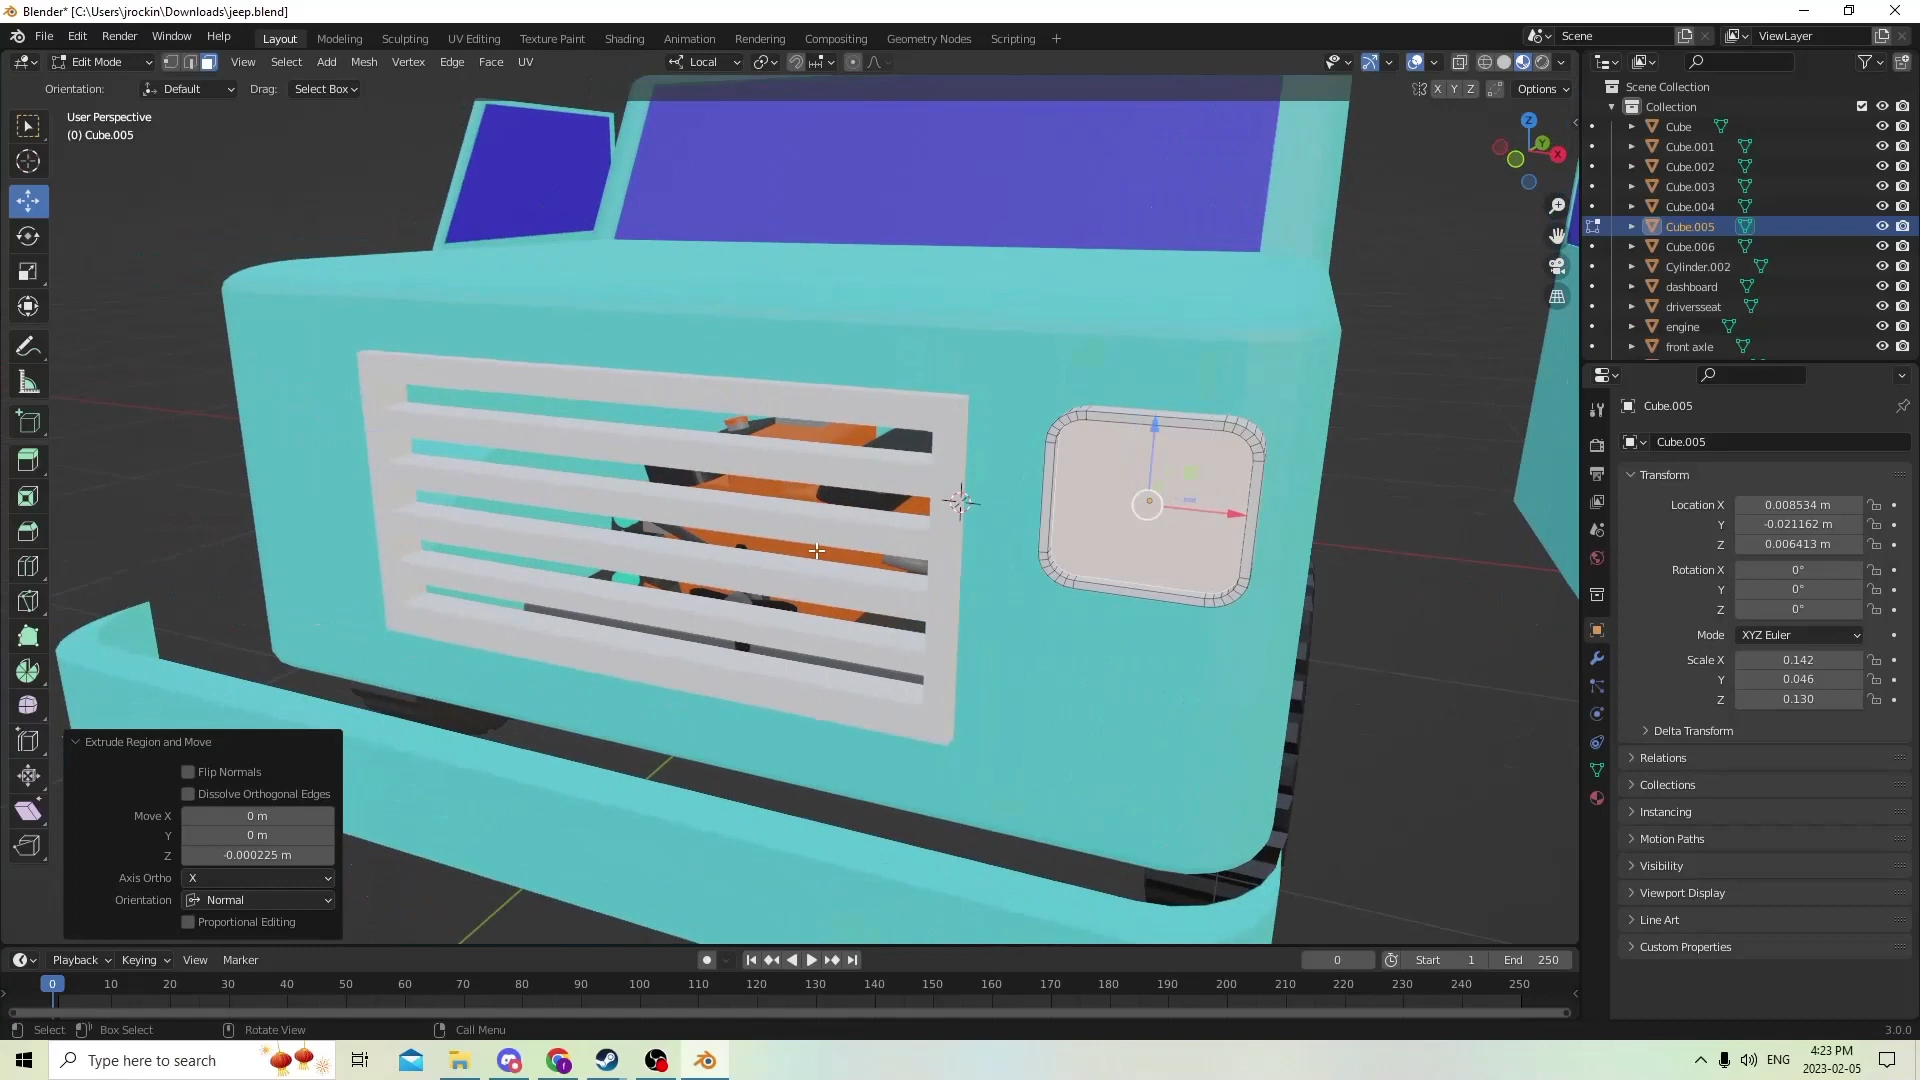 Blender* [C:\Users\jrockin\Downloads\jeep.blend]
File Edit Render Window Help Layout Modeling Sculpting UV Editing Texture Paint Shading Animation Rendering Compositing Geometry Nodes Scripting + Scene ViewLayer
Edit Mode View Select Add Mesh Vertex Edge Face UV Local
Orientation: Default Drag: Select Box X Y Z Options
User Perspective
(0) Cube.005
Z
Y
X
Scene Collection
Collection
Cube
Cube.001
Cube.002
Cube.003
Cube.004
Cube.005
Cube.006
Cylinder.002
dashboard
driversseat
engine
front axle
Cube.005
Cube.005
Transform
Location X 0.008534 m
Y -0.021162 m
Z 0.006413 m
Rotation X 0°
Y 0°
Z 0°
Mode XYZ Euler
Scale X 0.142
Y 0.046
Z 0.130
Delta Transform
Relations
Collections
Instancing
Motion Paths
Visibility
Viewport Display
Line Art
Custom Properties
Extrude Region and Move
Flip Normals
Dissolve Orthogonal Edges
Move X 0 m
Y 0 m
Z -0.000225 m
Axis Ortho X
Orientation Normal
Proportional Editing
Playback Keying View Marker 0 Start 1 End 250
0 10 20 30 40 50 60 70 80 90 100 110 120 130 140 150 160 170 180 190 200 210 220 230 240 250
Select Box Select Rotate View Call Menu 3.0.0
Type here to search ENG 4:23 PM
2023-02-05